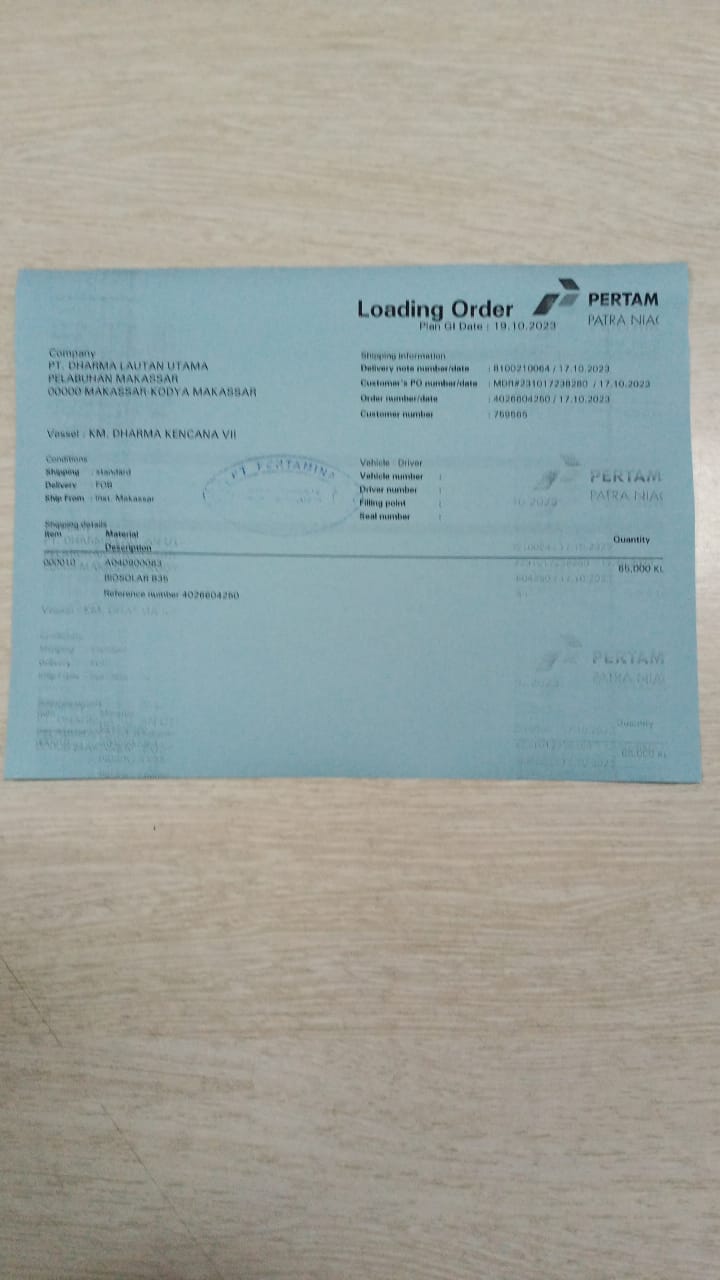 Loading Order
Plan GI Date : 19.10.2023
PERTAM
PATRA NIAG
Company
PT. DHARMA LAUTAN UTAMA
PELABUHAN MAKASSAR
00000 MAKASSAR-KODYA MAKASSAR
Vessel : KM. DHARMA KENCANA VII
Shipping Information
Delivery note number/date : 8100210064 / 17.10.2023
Customer's PO number/date : MDR#231017238280 / 17.10.2023
Order number/date : 4026604260 / 17.10.2023
Customer number : 769665
Conditions
Shipping : standard
Delivery : FOB
Ship From : Inst. Makassar
PT PERTAMINA
Vehicle - Driver
Vehicle number :
Driver number :
Filling point :
Seal number :
PERTAM
PATRA NIAG
Shipping details
Item Material Quantity
Description
000010 A040900063 65,000 KL
BIOSOLAR B35
Reference number 4026604260
PERTAM
PATRA NIAG
Quantity
65,000 KL